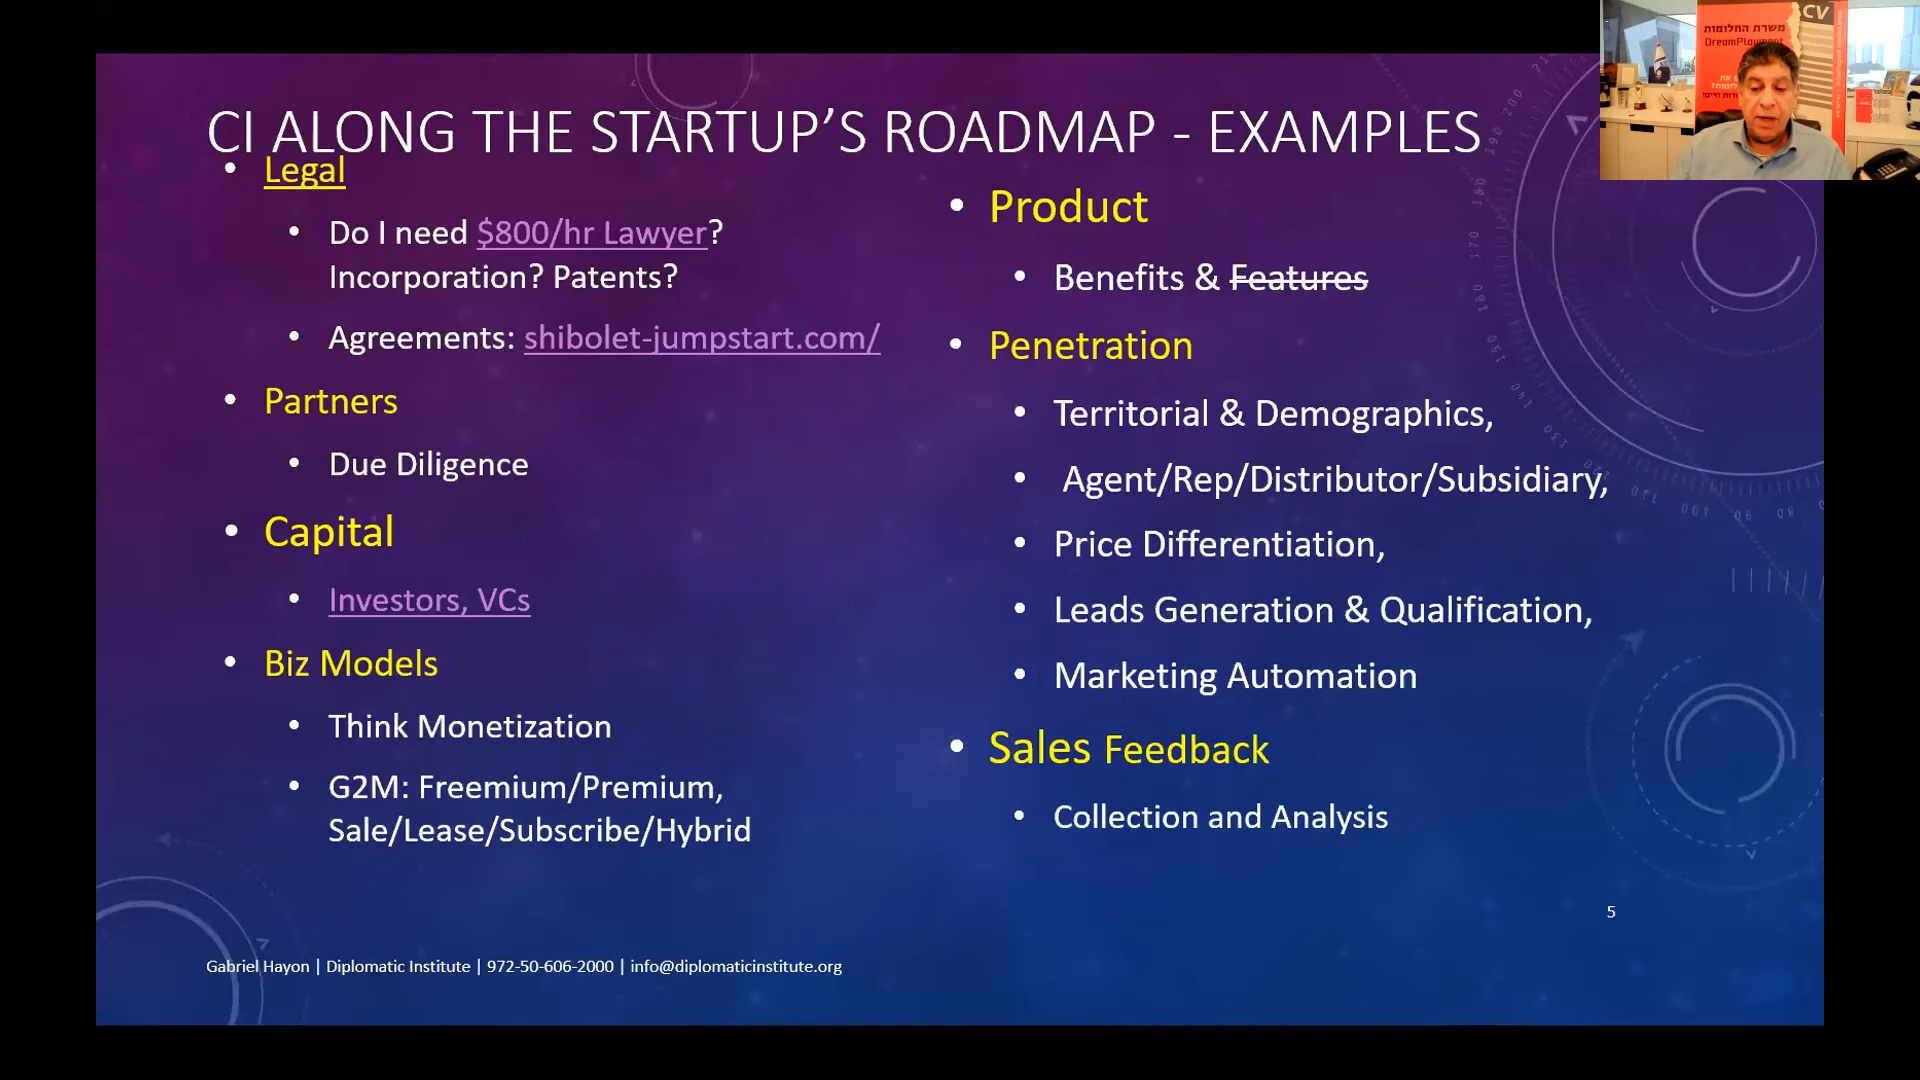 CI ALONG THE STARTUP’S ROADMAP - EXAMPLES
• Legal
• Do I need $800/hr Lawyer?
Incorporation? Patents?
• Agreements: shibolet-jumpstart.com/
• Partners
• Due Diligence
• Capital
• Investors, VCs
• Biz Models
• Think Monetization
• G2M: Freemium/Premium,
Sale/Lease/Subscribe/Hybrid
• Product
• Benefits & Features
• Penetration
• Territorial & Demographics,
• Agent/Rep/Distributor/Subsidiary,
• Price Differentiation,
• Leads Generation & Qualification,
• Marketing Automation
• Sales Feedback
• Collection and Analysis
5
Gabriel Hayon | Diplomatic Institute | 972-50-606-2000 | info@diplomaticinstitute.org
CV
משרת החלומות
DreamPloyment